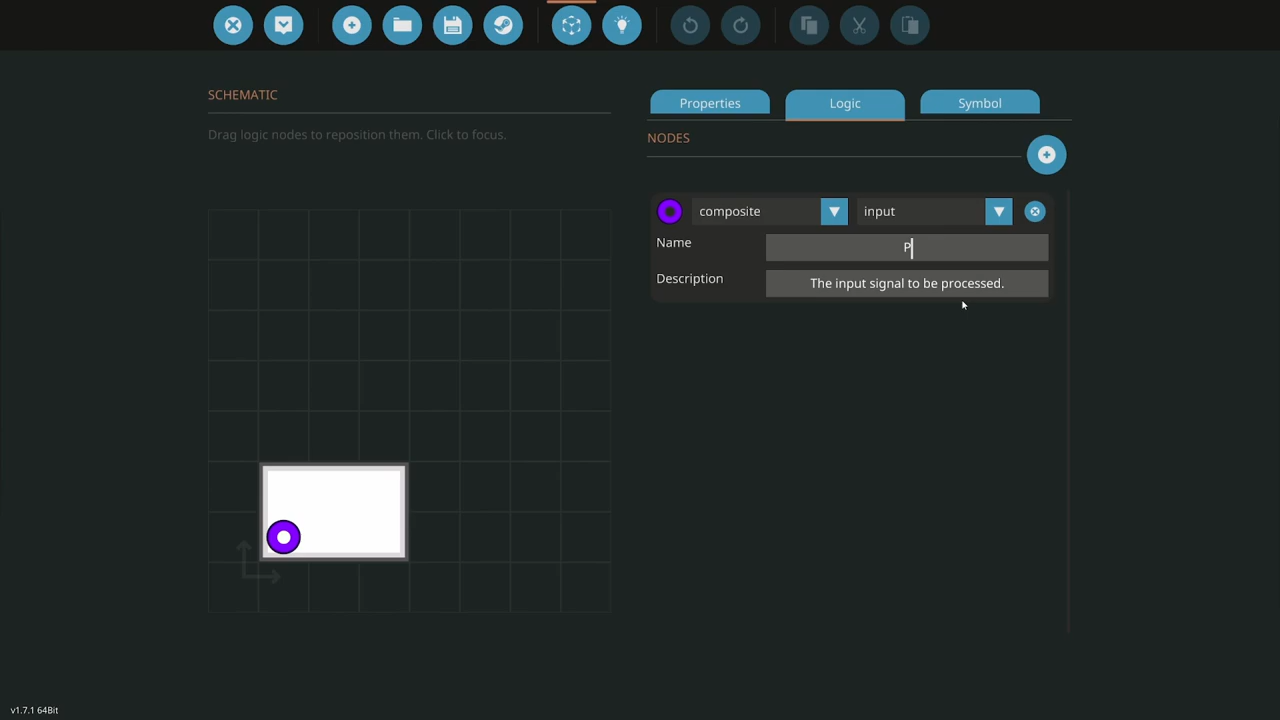 SCHEMATIC
Drag logic nodes to reposition them. Click to focus.
Properties
Logic
Symbol
NODES
composite
input
Name
P
Description
The input signal to be processed.
v1.7.1 64Bit